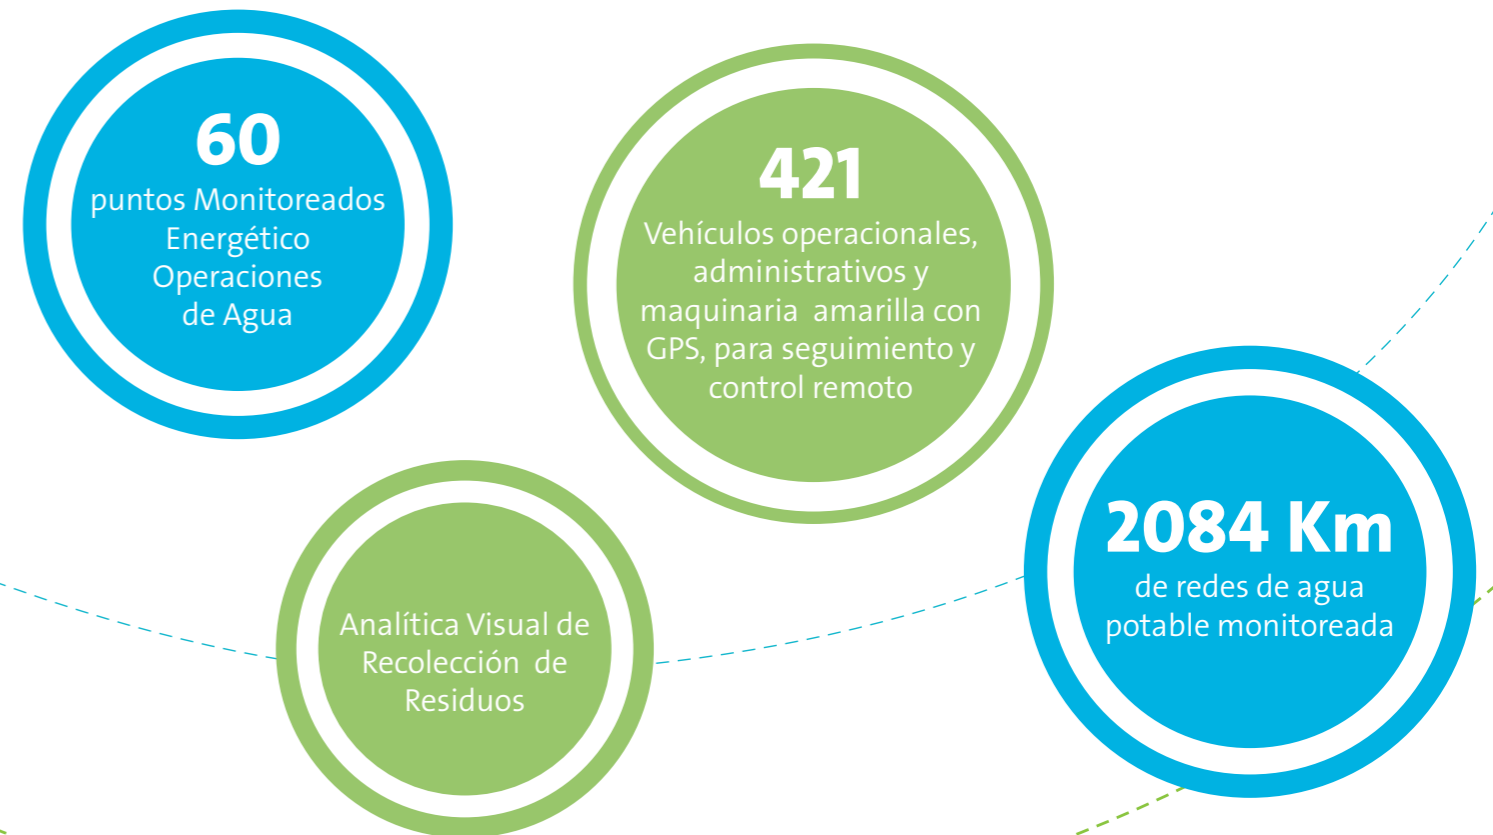 60
puntos Monitoreados
Energético
Operaciones
de Agua
421
Vehículos operacionales,
administrativos y
maquinaria amarilla con
GPS, para seguimiento y
control remoto
Analítica Visual de
Recolección de
Residuos
2084 Km
de redes de agua
potable monitoreada